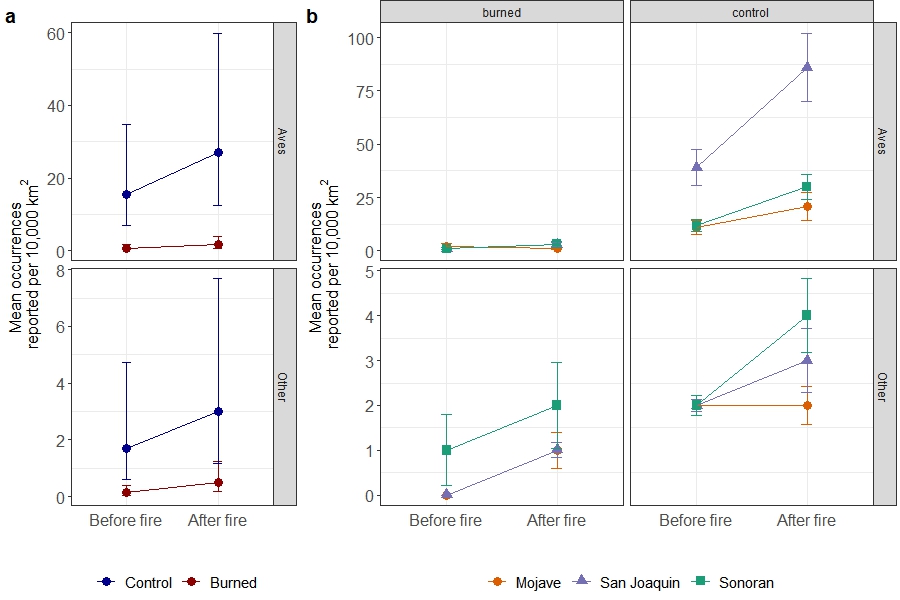 a
b
burned
control
60
40
20
0
Aves
8
6
4
2
0
Other
Mean occurrences
reported per 10,000 km2
Before fire
After fire
Control
Burned
100
75
50
25
0
Aves
5
4
3
2
1
0
Other
Mean occurrences
reported per 10,000 km2
Before fire
After fire
Before fire
After fire
Mojave
San Joaquin
Sonoran